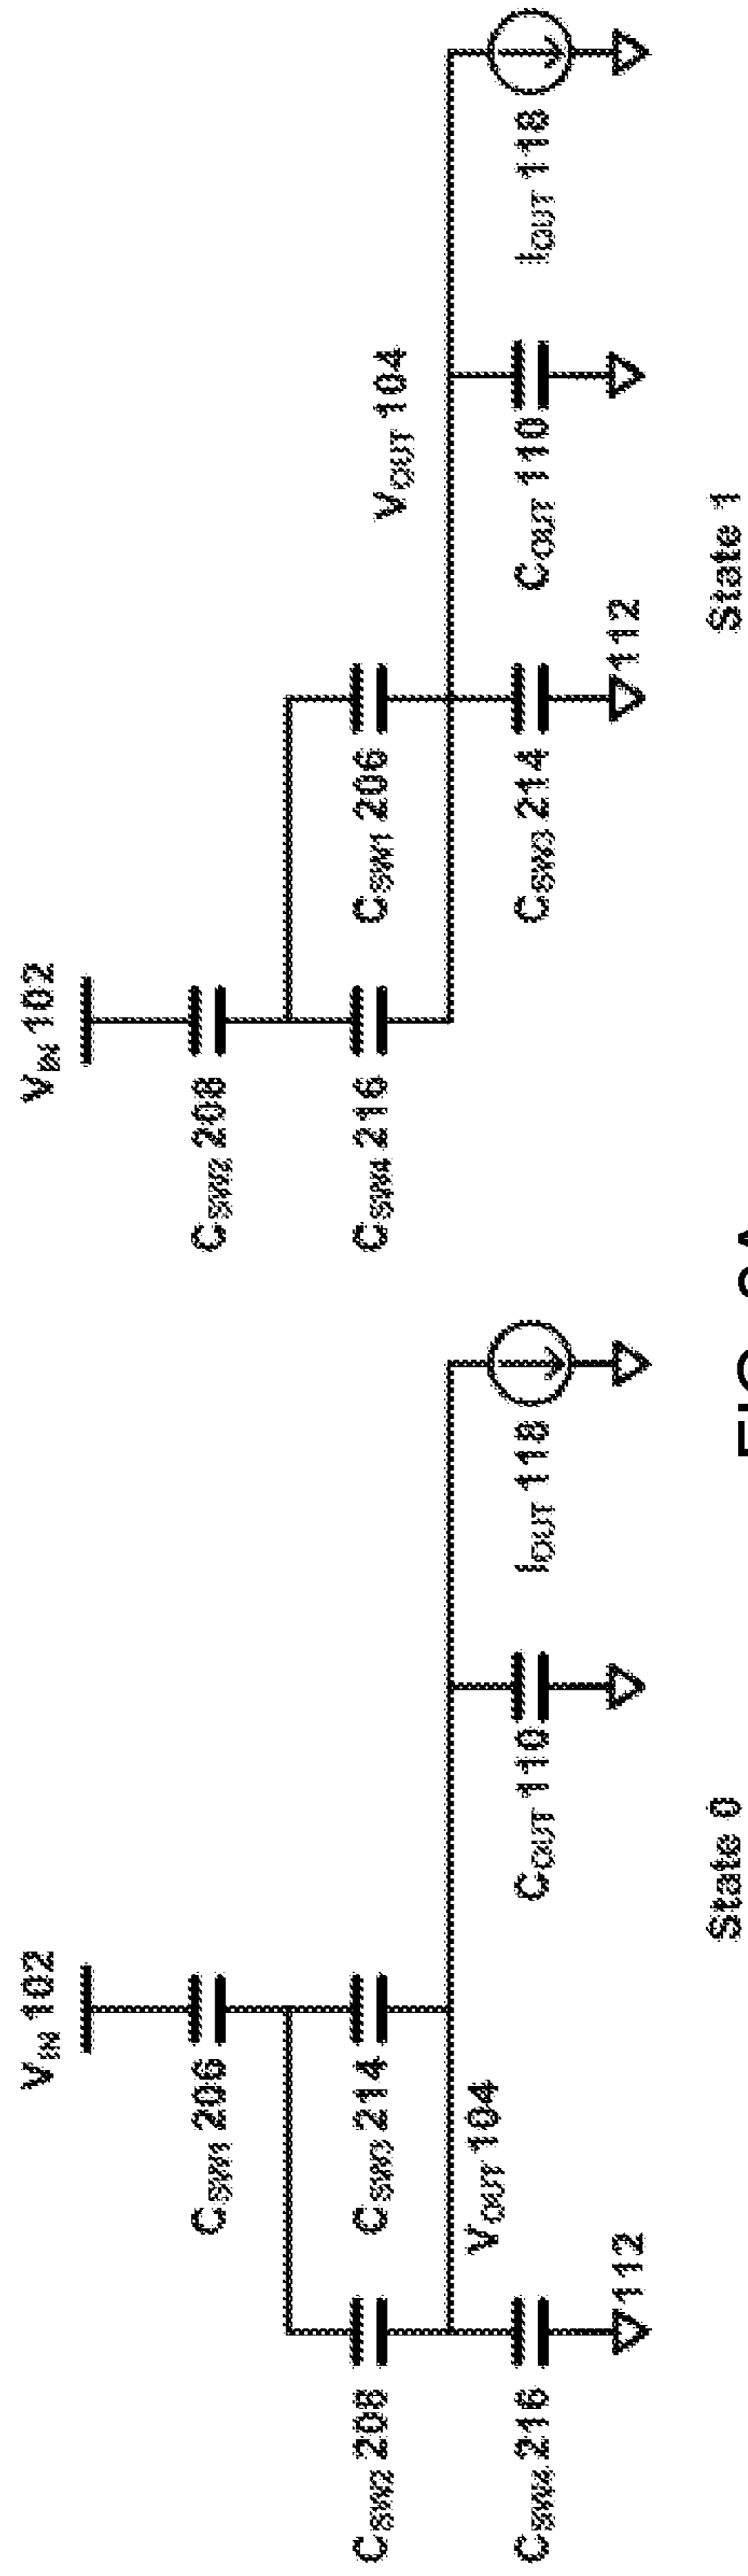 VIN 102
CSW1 206
CSW2 208
CSW3 214
VOUT 104
CSW4 216
COUT 110
IOUT 118
112
State 0
VIN 102
CSW2 208
CSW4 216
CSW1 206
VOUT 104
CSW3 214
COUT 110
IOUT 118
112
State 1
FIG.